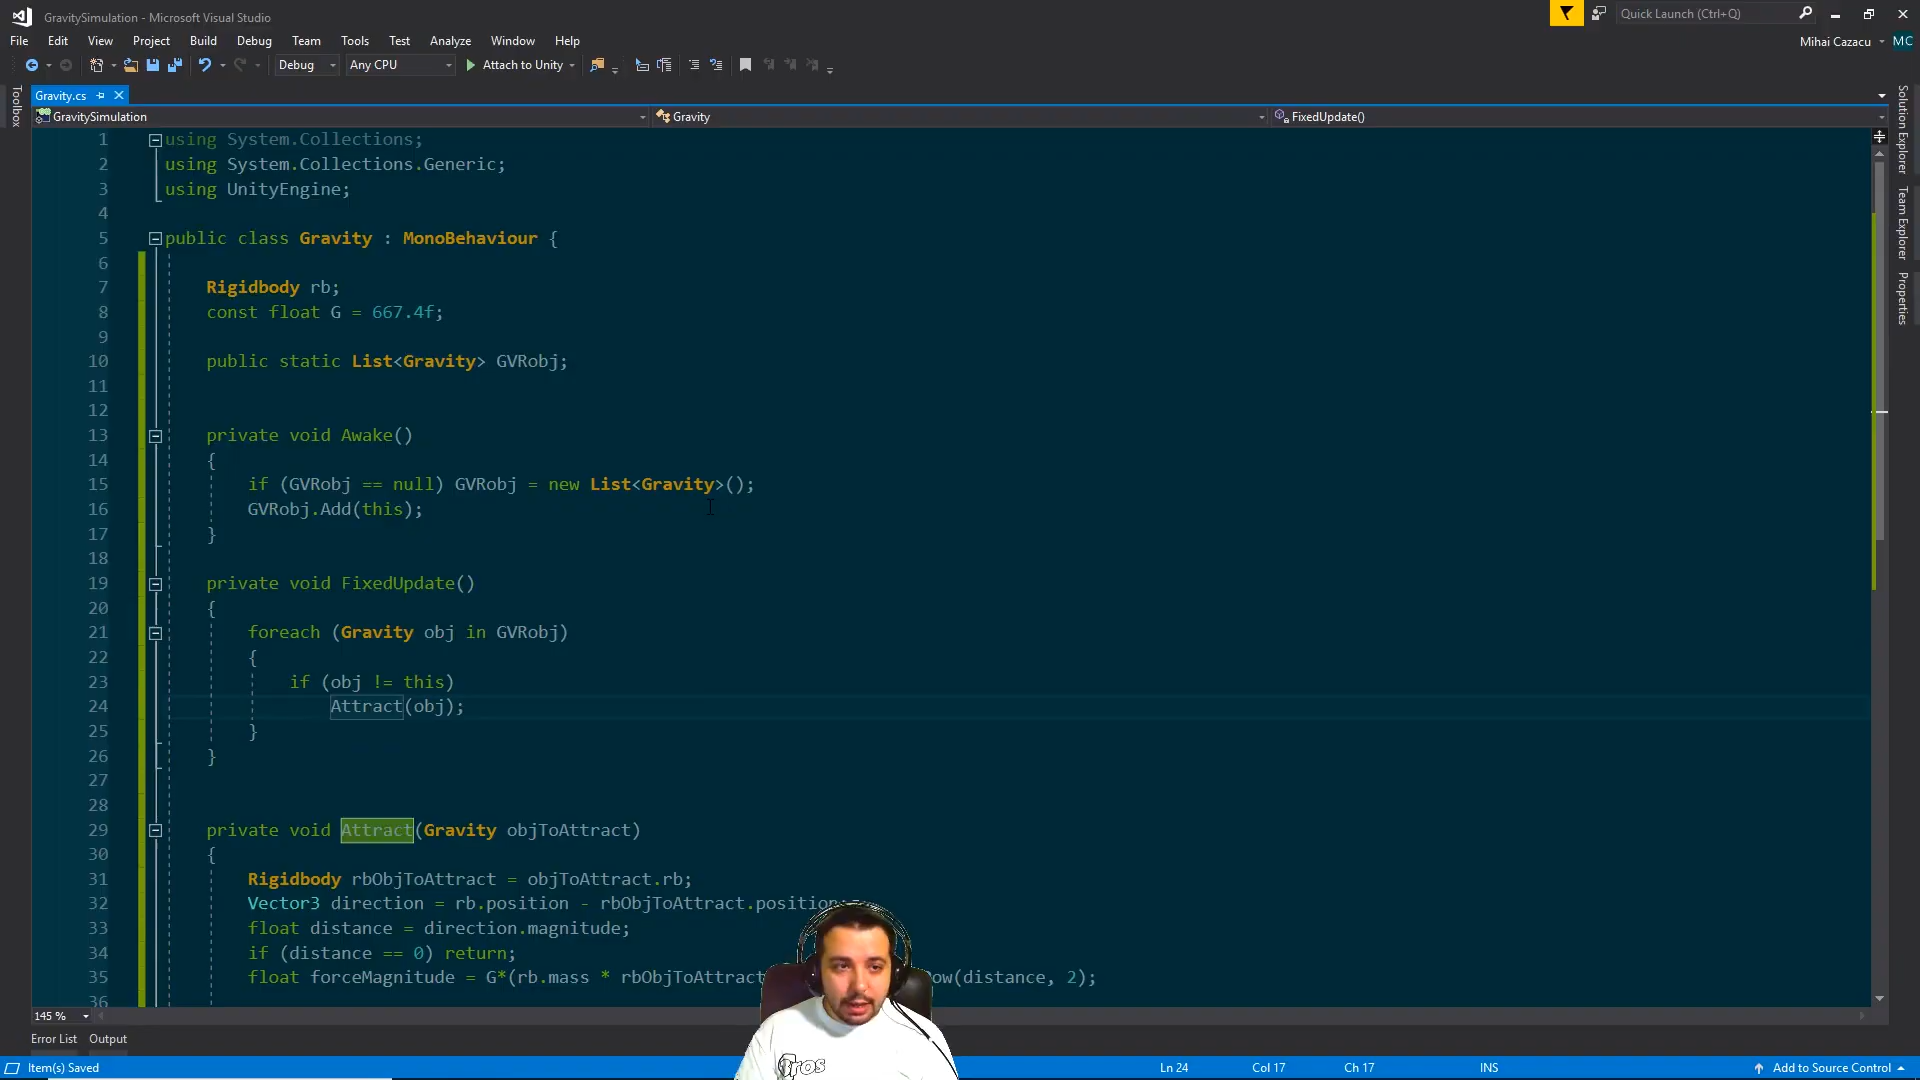 GravitySimulation - Microsoft Visual Studio
Quick Launch (Ctrl+Q)
File Edit View Project Build Debug Team Tools Test Analyze Window Help
Mihai Cazacu MC
Debug Any CPU Attach to Unity
Toolbox
Gravity.cs
GravitySimulation Gravity FixedUpdate()
Solution Explorer
Team Explorer
Properties
1 using System.Collections;
2 using System.Collections.Generic;
3 using UnityEngine;
4
5 public class Gravity : MonoBehaviour {
6
7 Rigidbody rb;
8 const float G = 667.4f;
9
10 public static List<Gravity> GVRobj;
11
12
13 private void Awake()
14 {
15 if (GVRobj == null) GVRobj = new List<Gravity>();
16 GVRobj.Add(this);
17 }
18
19 private void FixedUpdate()
20 {
21 foreach (Gravity obj in GVRobj)
22 {
23 if (obj != this)
24 Attract(obj);
25 }
26 }
27
28
29 private void Attract(Gravity objToAttract)
30 {
31 Rigidbody rbObjToAttract = objToAttract.rb;
32 Vector3 direction = rb.position - rbObjToAttract.position
33 float distance = direction.magnitude;
34 if (distance == 0) return;
35 float forceMagnitude = G*(rb.mass * rbObjToAttract ow(distance, 2);
36
145 %
Error List Output
Item(s) Saved Ln 24 Col 17 Ch 17 INS Add to Source Control